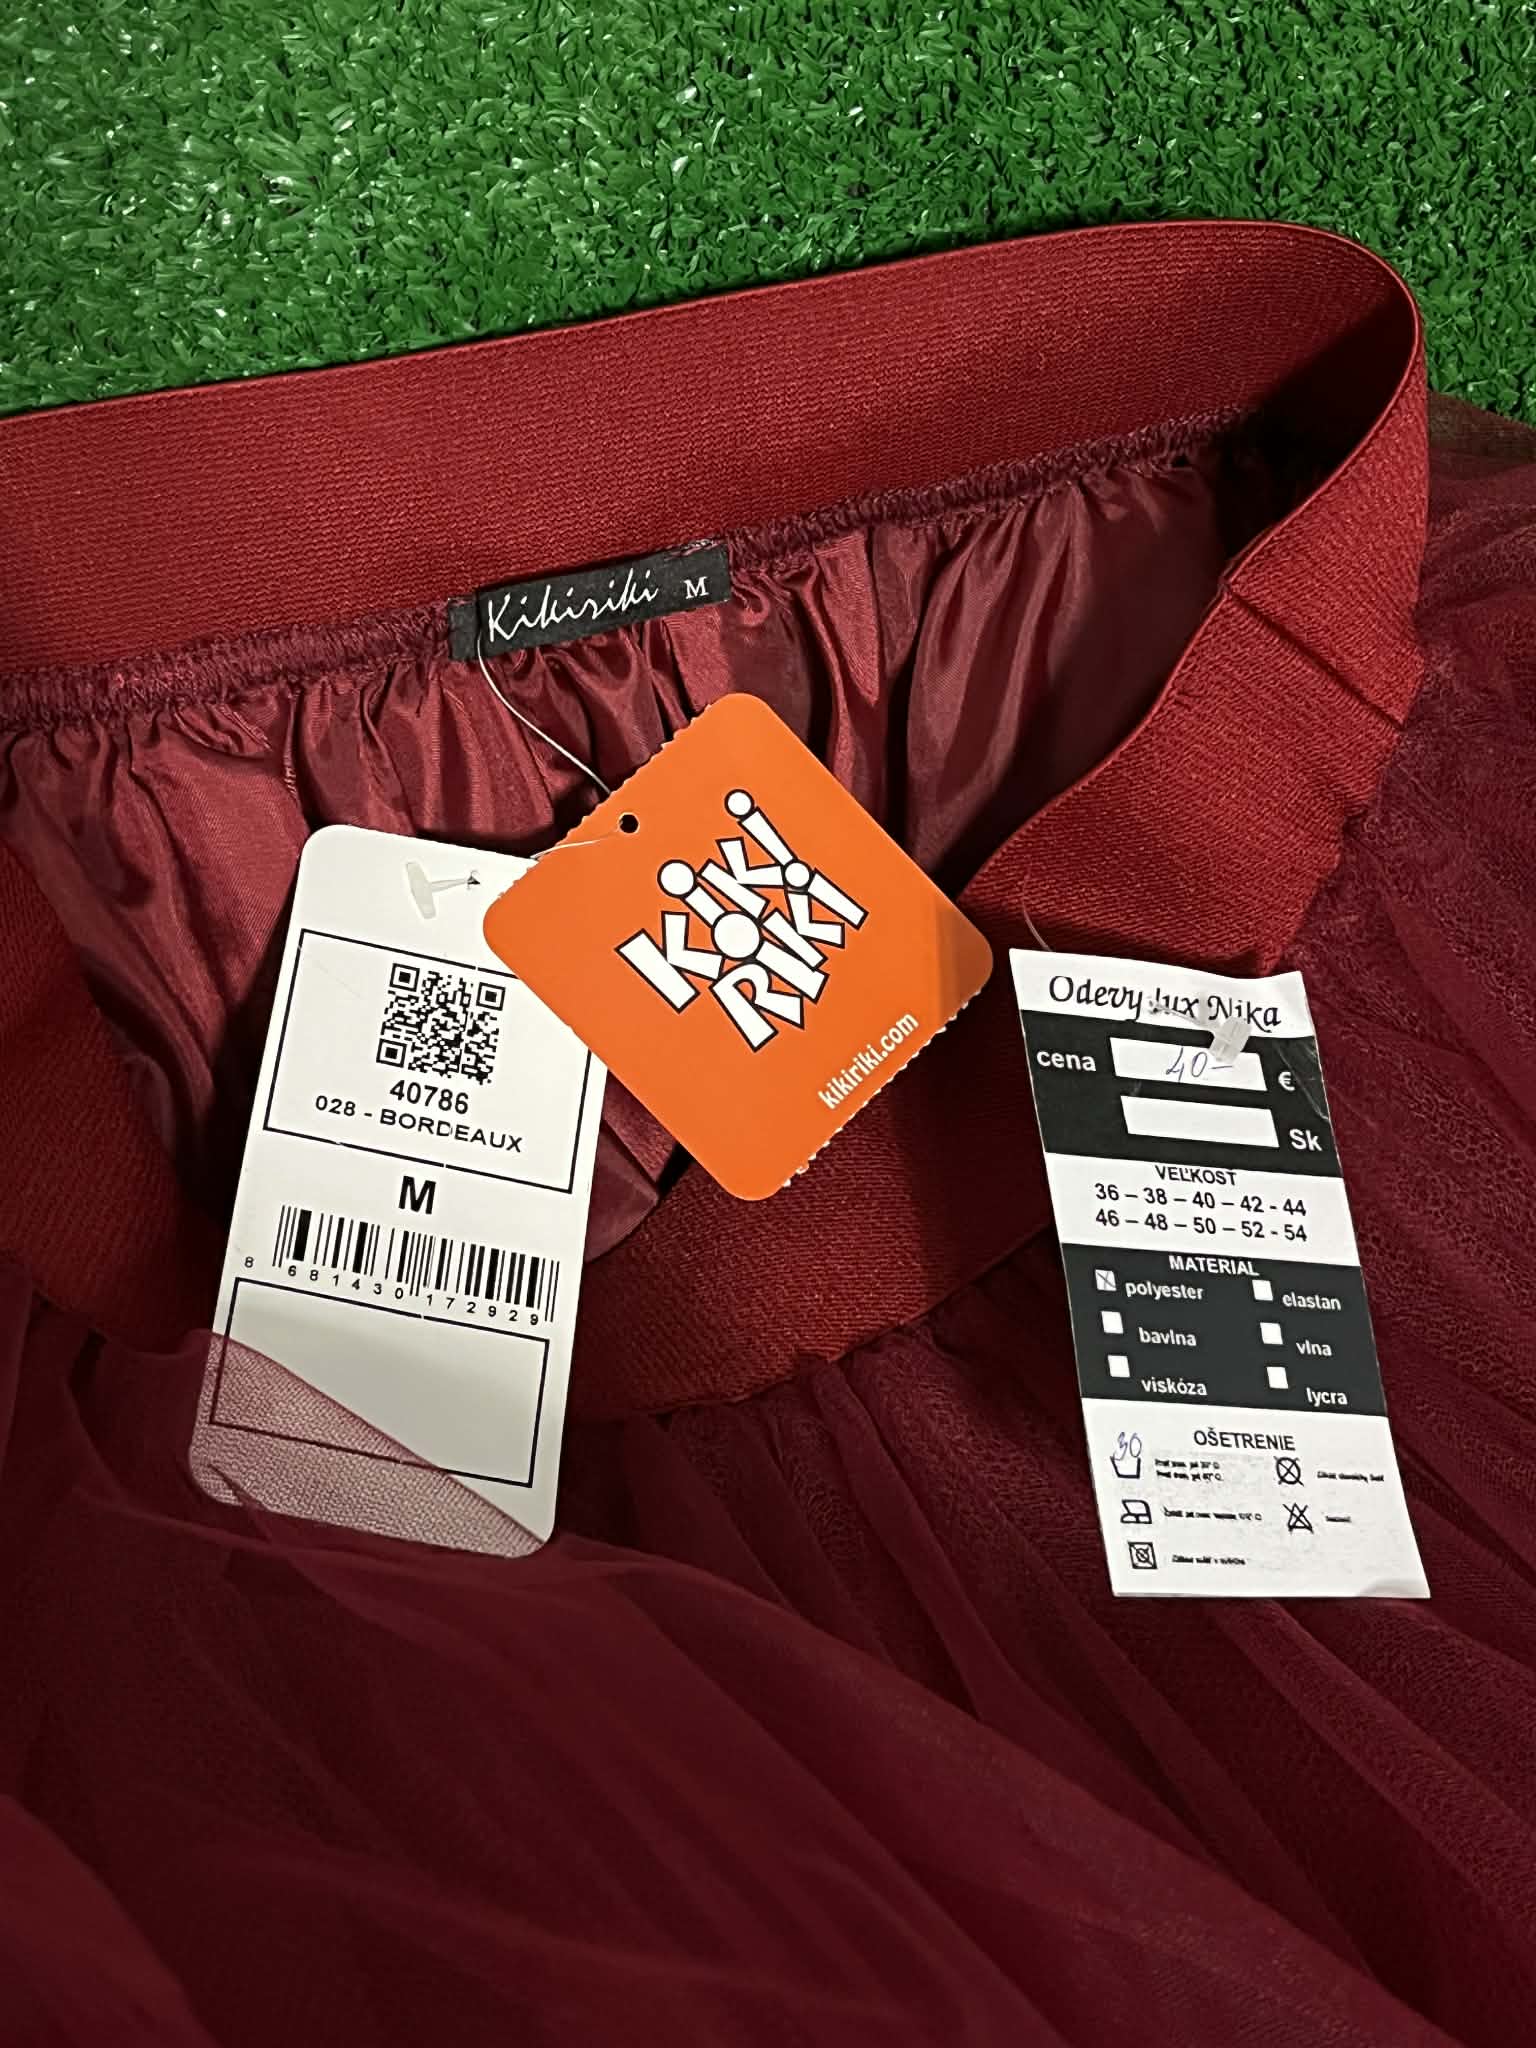 Kikiriki M
KiKi
RiKi
kikiriki.com
40786
028 - BORDEAUX
M
8 681430 172929
Odevy lux Nika
cena 40- €
Sk
VEĽKOSŤ
36 – 38 – 40 – 42 - 44
46 – 48 – 50 – 52 - 54
MATERIAL
polyester elastan
bavlna vlna
viskóza lycra
OŠETRENIE
30